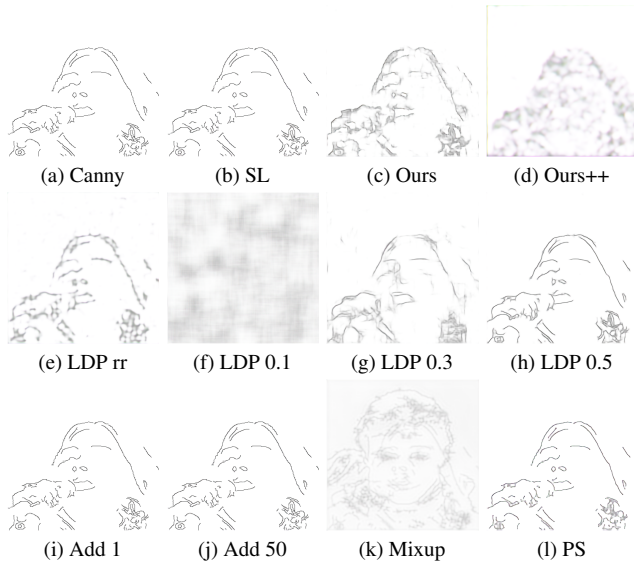 (a) Canny (b) SL (c) Ours (d) Ours++
(e) LDP rr (f) LDP 0.1 (g) LDP 0.3 (h) LDP 0.5
(i) Add 1 (j) Add 50 (k) Mixup (l) PS